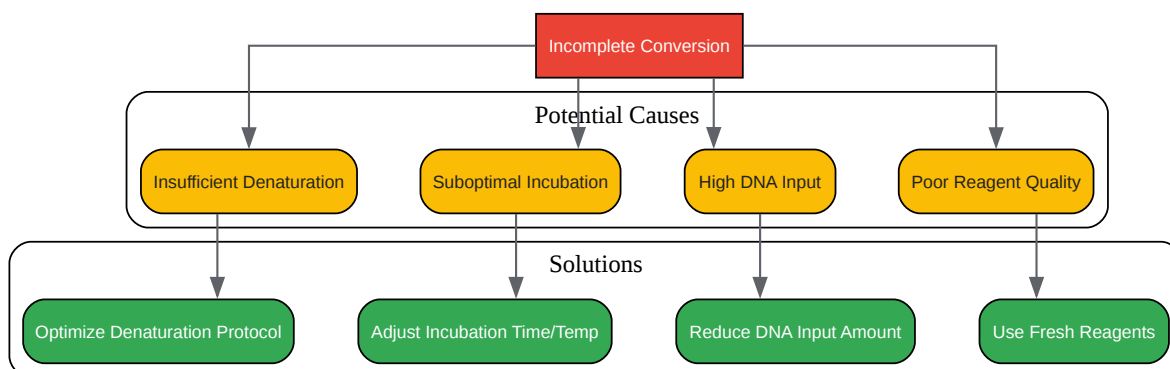 Incomplete Conversion
Potential Causes
Insufficient Denaturation
Suboptimal Incubation
High DNA Input
Poor Reagent Quality
Solutions
Optimize Denaturation Protocol
Adjust Incubation Time/Temp
Reduce DNA Input Amount
Use Fresh Reagents